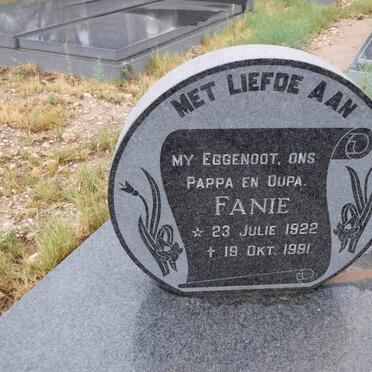 MET LIEFDE AAN
MY EGGENOOT, ONS
PAPPA EN OUPA.
FANIE
☆ 23 JULIE 1922
† 19 OKT. 1991.